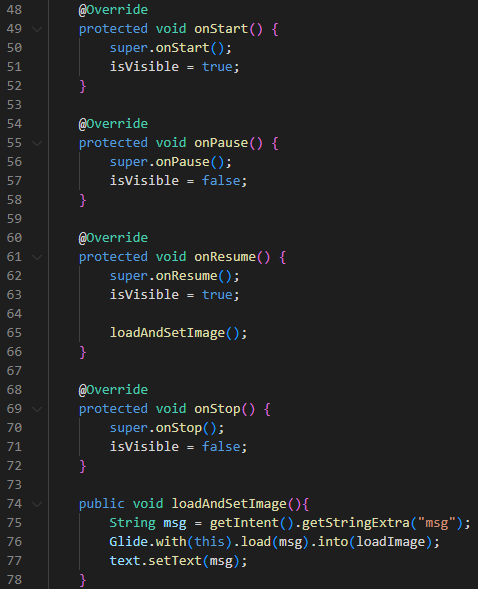 48 @Override
49 protected void onStart() {
50 super.onStart();
51 isVisible = true;
52 }
53
54 @Override
55 protected void onPause() {
56 super.onPause();
57 isVisible = false;
58 }
59
60 @Override
61 protected void onResume() {
62 super.onResume();
63 isVisible = true;
64
65 loadAndSetImage();
66 }
67
68 @Override
69 protected void onStop() {
70 super.onStop();
71 isVisible = false;
72 }
73
74 public void loadAndSetImage(){
75 String msg = getIntent().getStringExtra("msg");
76 Glide.with(this).load(msg).into(loadImage);
77 text.setText(msg);
78 }